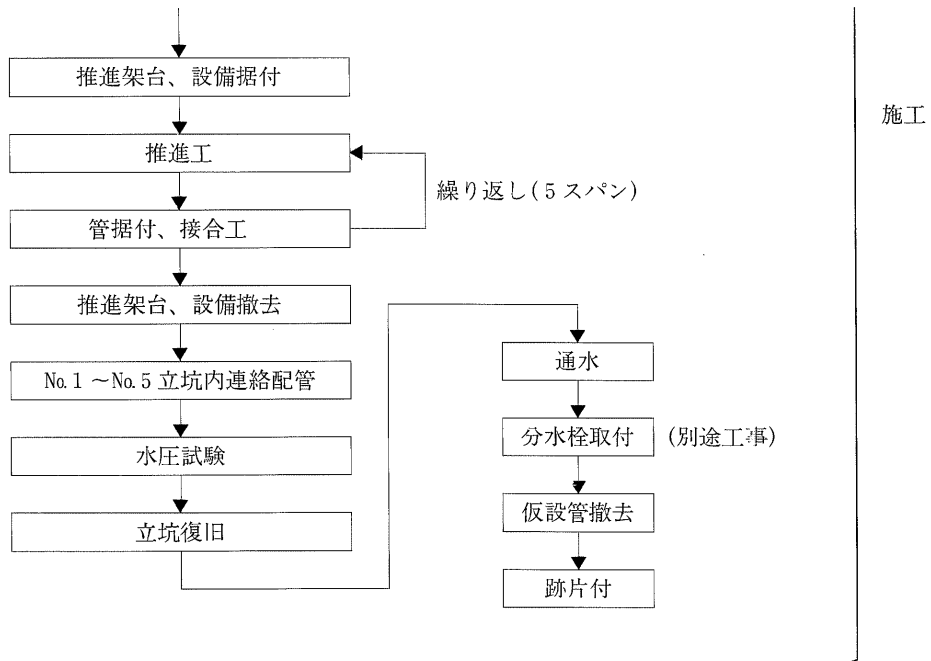 推進架台、設備据付
推進工
繰り返し(5スパン)
管据付、接合工
推進架台、設備撤去
No.1～No.5立坑内連絡配管
水圧試験
立坑復旧
通水
分水栓取付 (別途工事)
仮設管撤去
跡片付
施工